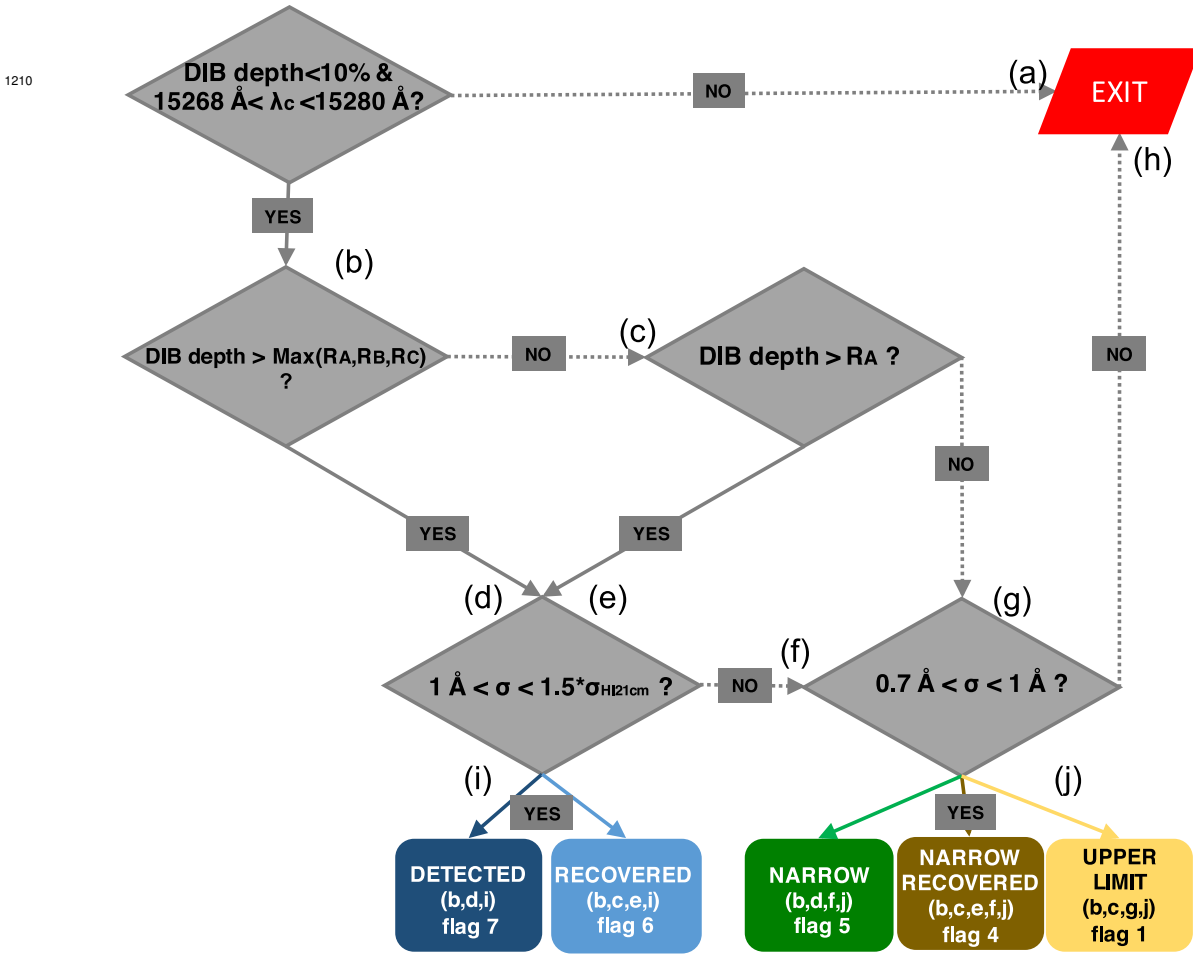 1210
DIB depth<10% &
15268 Å< λc <15280 Å?
NO
(a)
EXIT
(h)
YES
(b)
DIB depth > Max(RA,RB,RC)
?
NO
(c)
DIB depth > RA ?
NO
NO
YES
YES
(d)
(e)
(g)
1 Å < σ < 1.5*σHI21cm ?
NO
(f)
0.7 Å < σ < 1 Å ?
(i)
YES
YES
(j)
DETECTED
(b,d,i)
flag 7
RECOVERED
(b,c,e,i)
flag 6
NARROW
(b,d,f,j)
flag 5
NARROW
RECOVERED
(b,c,e,f,j)
flag 4
UPPER
LIMIT
(b,c,g,j)
flag 1